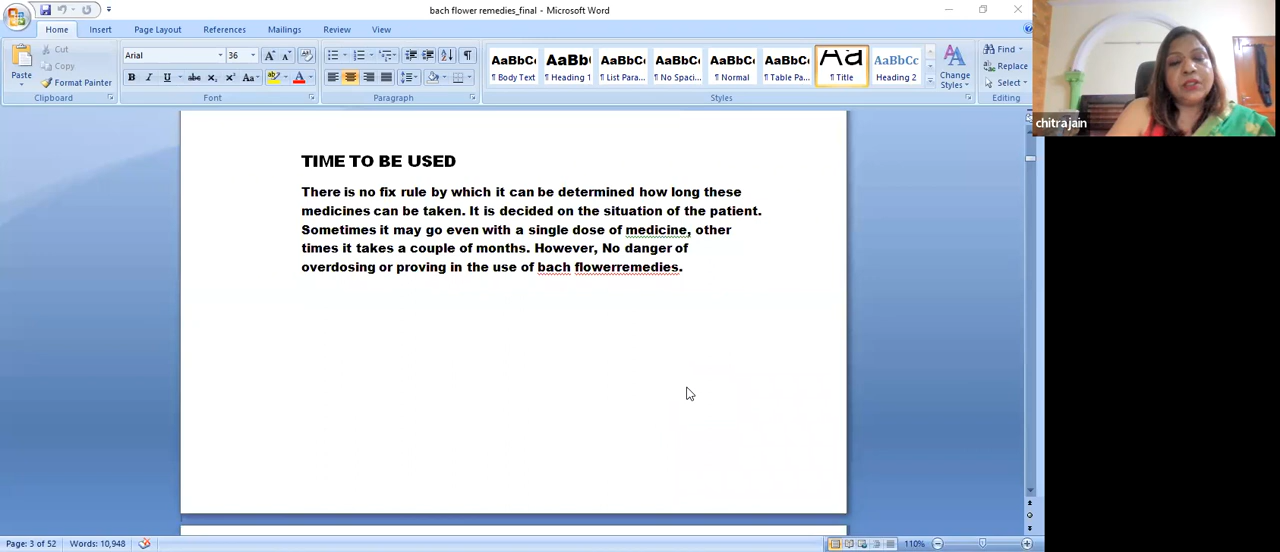 bach flower remedies_final - Microsoft Word
Home Insert Page Layout References Mailings Review View
Paste
Cut
Copy
Format Painter
Clipboard
Arial 36
Font
Paragraph
AaBbCc AaBbC AaBbCc AaBbCc AaBbCc AaBbCc Aa AaBbCc
¶ Body Text ¶ Heading 1 ¶ List Para... ¶ No Spaci... ¶ Normal ¶ Table Pa... ¶ Title Heading 2
Change
Styles
Styles
Find
Replace
Select
Editing
chitra jain
TIME TO BE USED
There is no fix rule by which it can be determined how long these
medicines can be taken. It is decided on the situation of the patient.
Sometimes it may go even with a single dose of medicine, other
times it takes a couple of months. However, No danger of
overdosing or proving in the use of bach flowerremedies.
Page: 3 of 52 Words: 10,948 110%